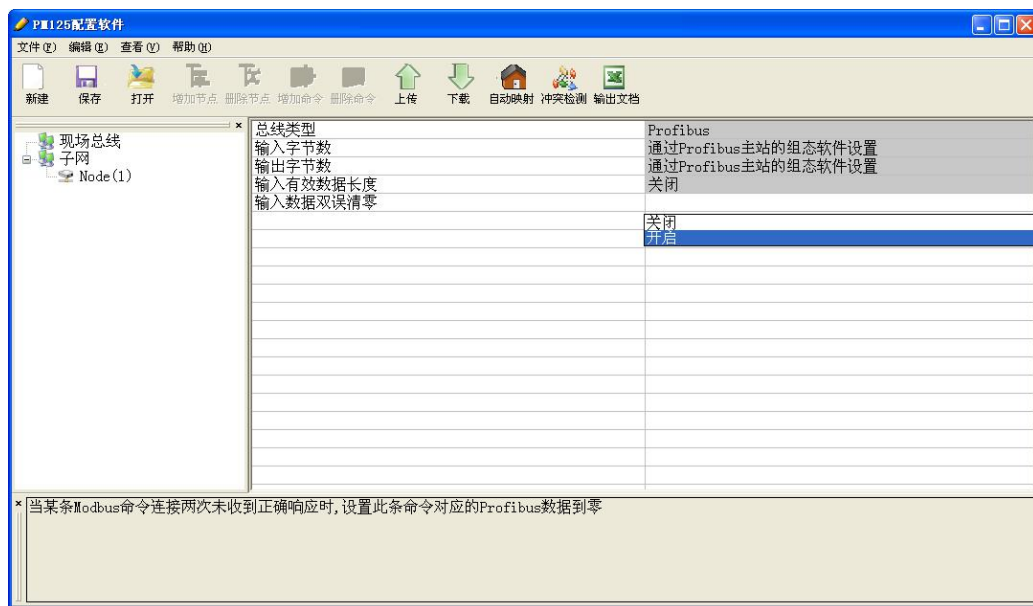 PM125配置软件
文件(F) 编辑(E) 查看(V) 帮助(H)
新建 保存 打开 增加节点 删除节点 增加命令 删除命令 上传 下载 自动映射 冲突检测 输出文档
现场总线
子网
Node(1)
总线类型 Profibus
输入字节数 通过Profibus主站的组态软件设置
输出字节数 通过Profibus主站的组态软件设置
输入有效数据长度 关闭
输入数据双误清零
关闭
开启
当某条Modbus命令连接两次未收到正确响应时,设置此条命令对应的Profibus数据到零